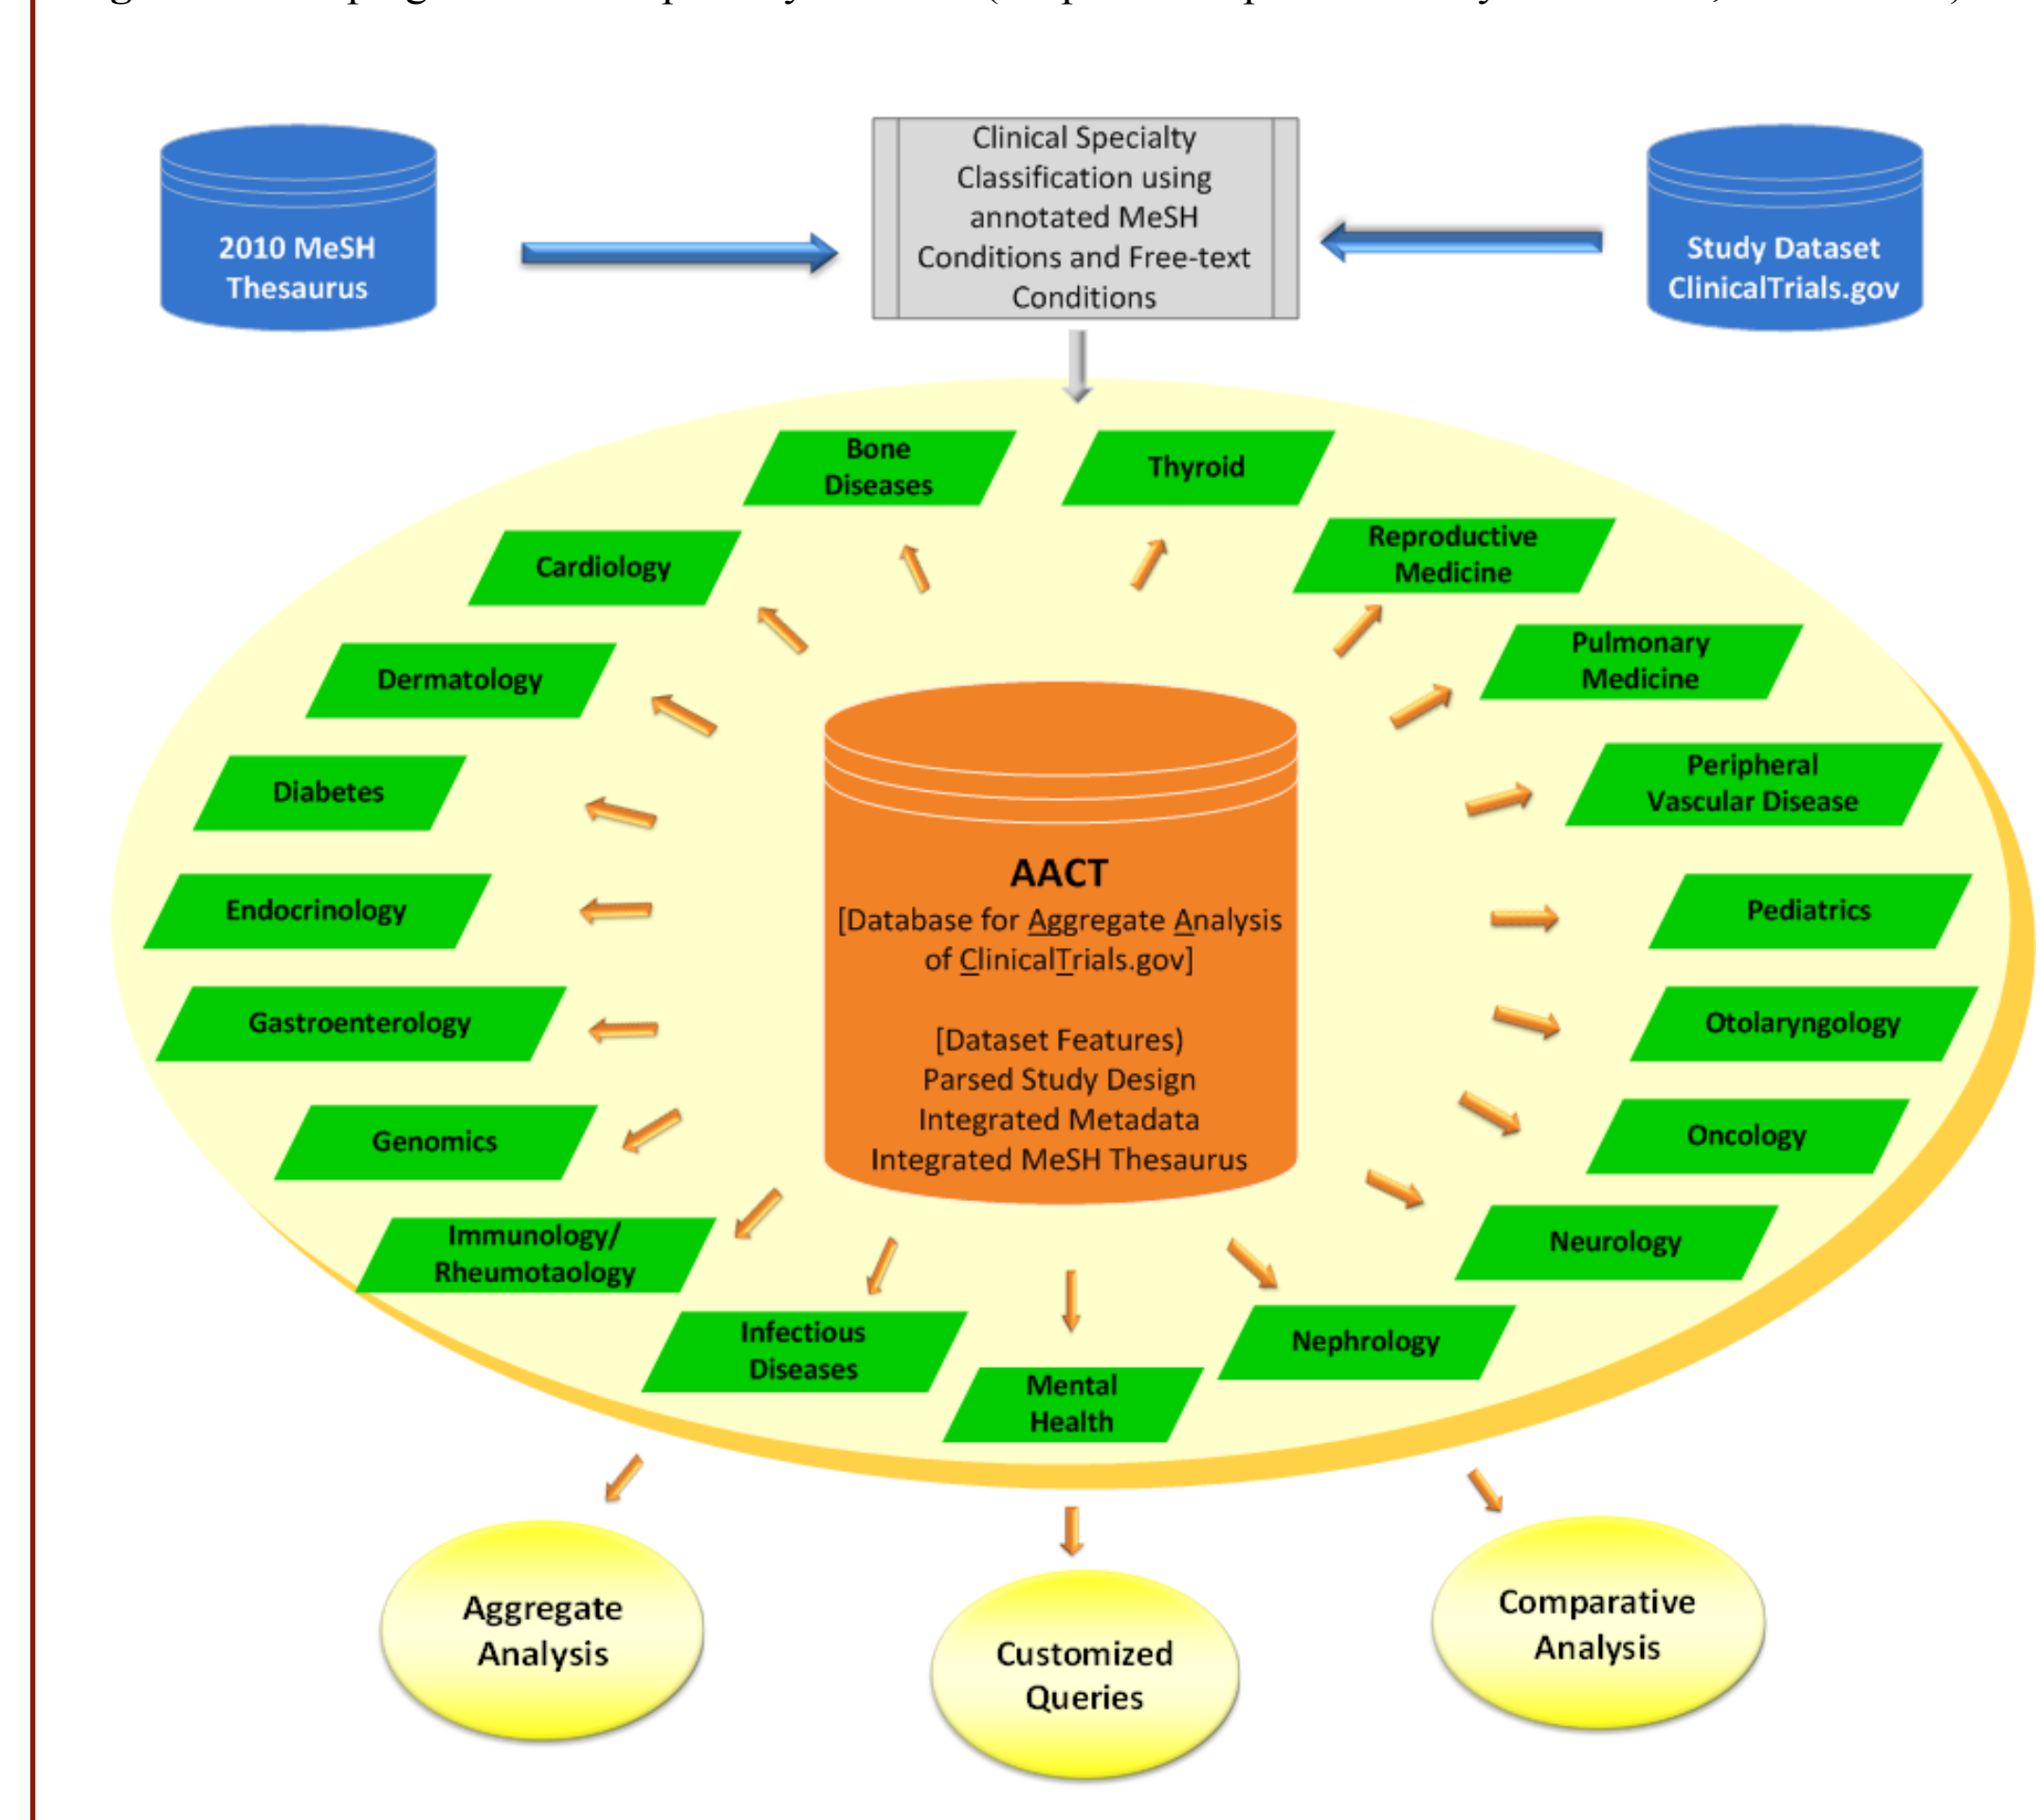 2010 MeSH
Thesaurus
Clinical Specialty
Classification using
annotated MeSH
Conditions and Free-text
Conditions
Study Dataset
ClinicalTrials.gov
Bone
Diseases
Thyroid
Cardiology
Reproductive
Medicine
Dermatology
Pulmonary
Medicine
Diabetes
Peripheral
Vascular Disease
Endocrinology
Pediatrics
Gastroenterology
Otolaryngology
Genomics
Oncology
Immunology/
Rheumotaology
Neurology
Infectious
Diseases
Nephrology
Mental
Health
AACT
[Database for Aggregate Analysis
of ClinicalTrials.gov]
[Dataset Features)
Parsed Study Design
Integrated Metadata
Integrated MeSH Thesaurus
Aggregate
Analysis
Customized
Queries
Comparative
Analysis